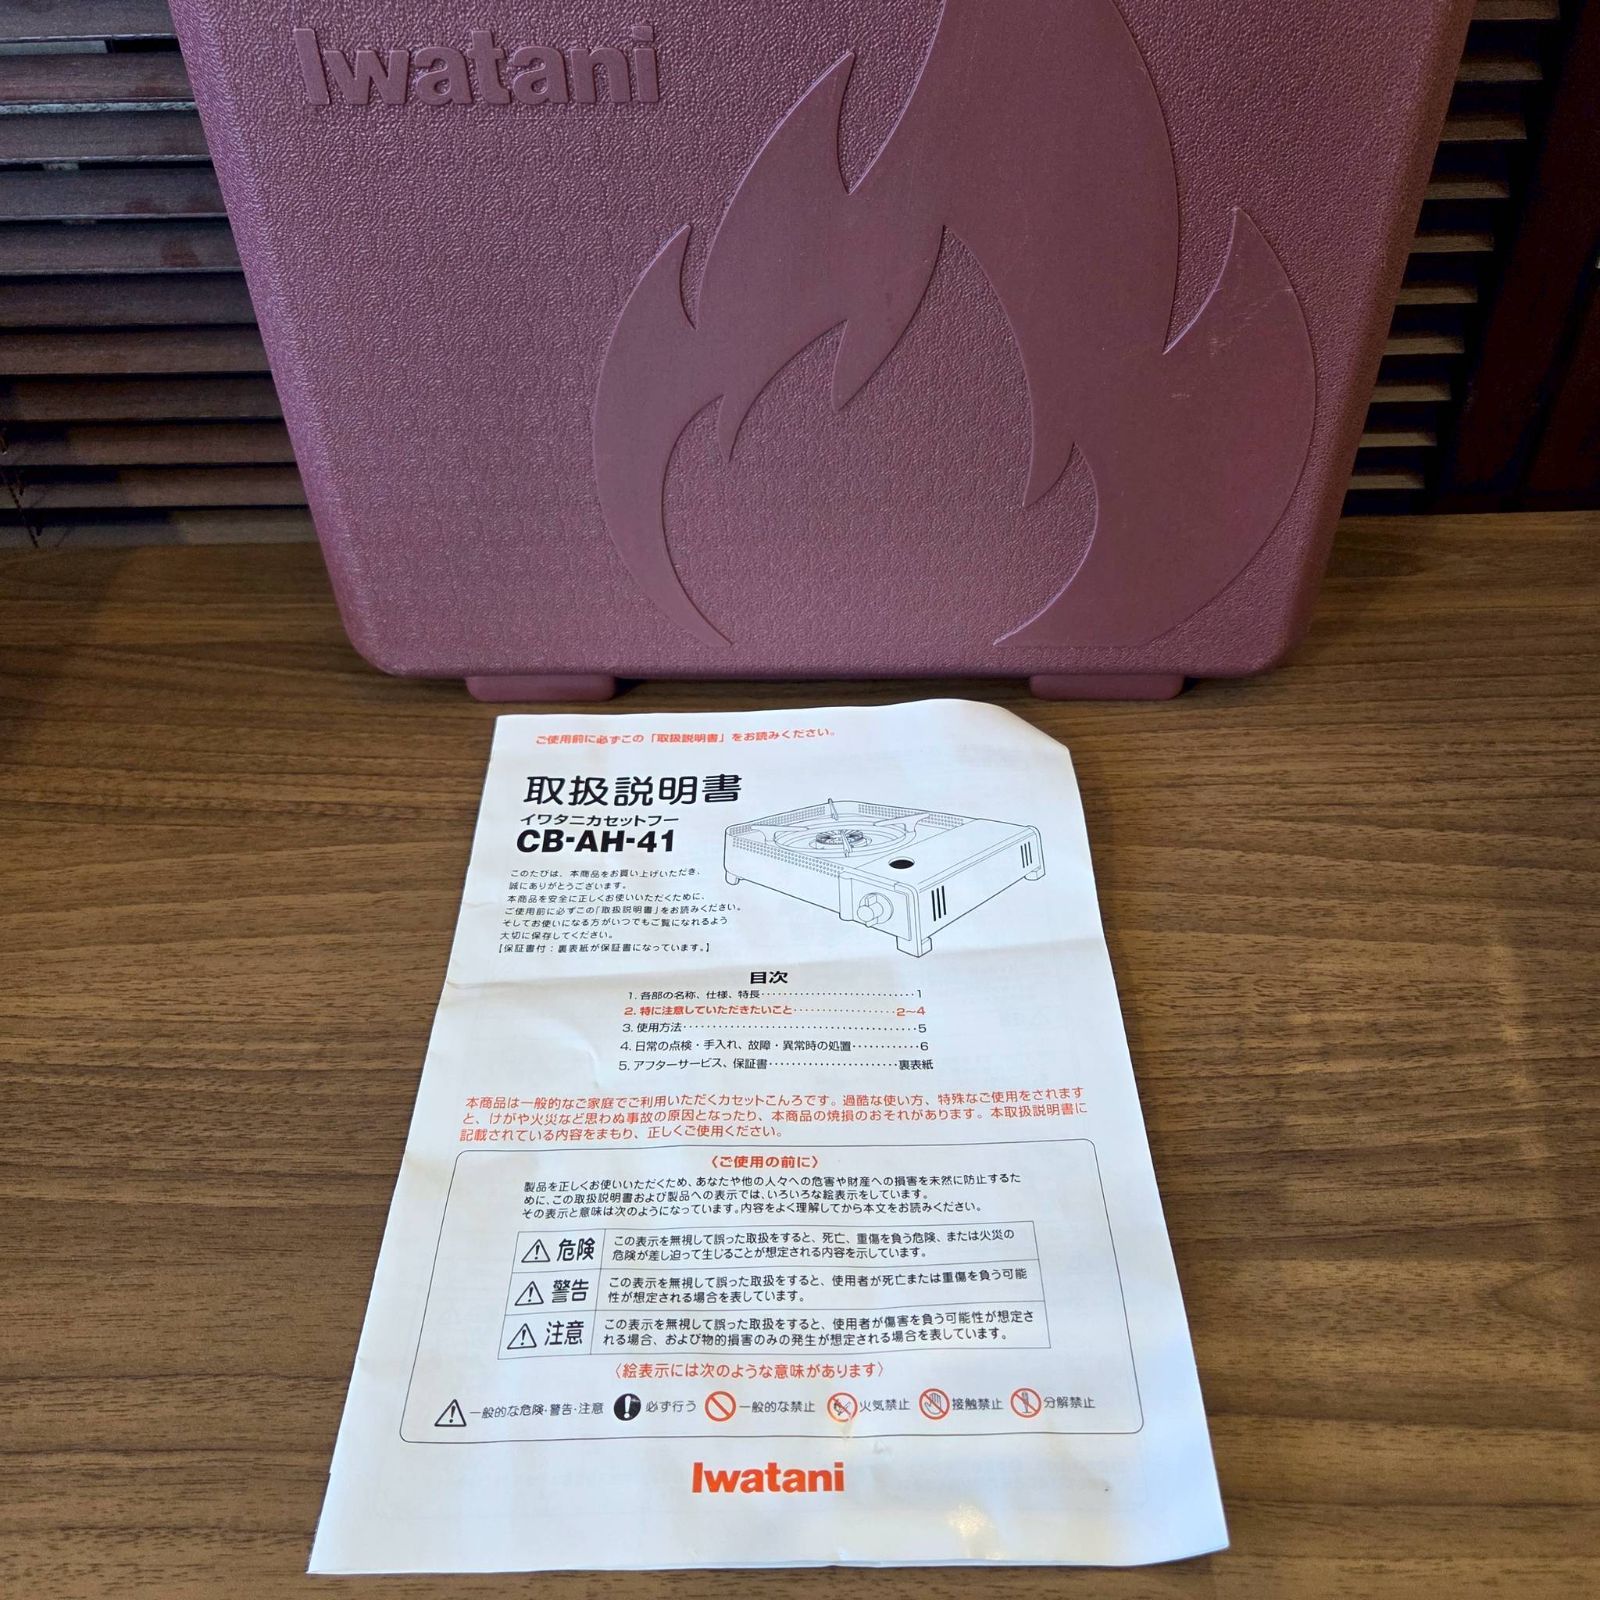 Iwatani
ご使用前に必ずこの「取扱説明書」をお読みください。
取扱説明書
イワタニカセットフー
CB-AH-41
このたびは、本商品をお買い上げいただき、
誠にありがとうございます。
本商品を安全に正しくお使いいただくために、
ご使用前に必ずこの「取扱説明書」をお読みください。
そしてお使いになる方がいつでもご覧になれるよう
大切に保存してください。
【保証書付：裏表紙が保証書になっています。】
目次
1. 各部の名称、仕様、特長……………………………1
2. 特に注意していただきたいこと…………………2〜4
3. 使用方法……………………………………………5
4. 日常の点検・手入れ、故障・異常時の処置…………6
5. アフターサービス、保証書………………………裏表紙
本商品は一般的なご家庭でご利用いただくカセットこんろです。過酷な使い方、特殊なご使用をされます
と、けがや火災など思わぬ事故の原因となったり、本商品の焼損のおそれがあります。本取扱説明書に
記載されている内容をまもり、正しくご使用ください。
〈ご使用の前に〉
製品を正しくお使いいただくため、あなたや他の人々への危害や財産への損害を未然に防止するた
めに、この取扱説明書および製品への表示では、いろいろな絵表示をしています。
その表示と意味は次のようになっています。内容をよく理解してから本文をお読みください。
危険 この表示を無視して誤った取扱をすると、死亡、重傷を負う危険、または火災の
危険が差し迫って生じることが想定される内容を示しています。
警告 この表示を無視して誤った取扱をすると、使用者が死亡または重傷を負う可能
性が想定される場合を表しています。
注意 この表示を無視して誤った取扱をすると、使用者が傷害を負う可能性が想定さ
れる場合、および物的損害のみの発生が想定される場合を表しています。
〈絵表示には次のような意味があります〉
一般的な危険・警告・注意 必ず行う 一般的な禁止 火気禁止 接触禁止 分解禁止
Iwatani